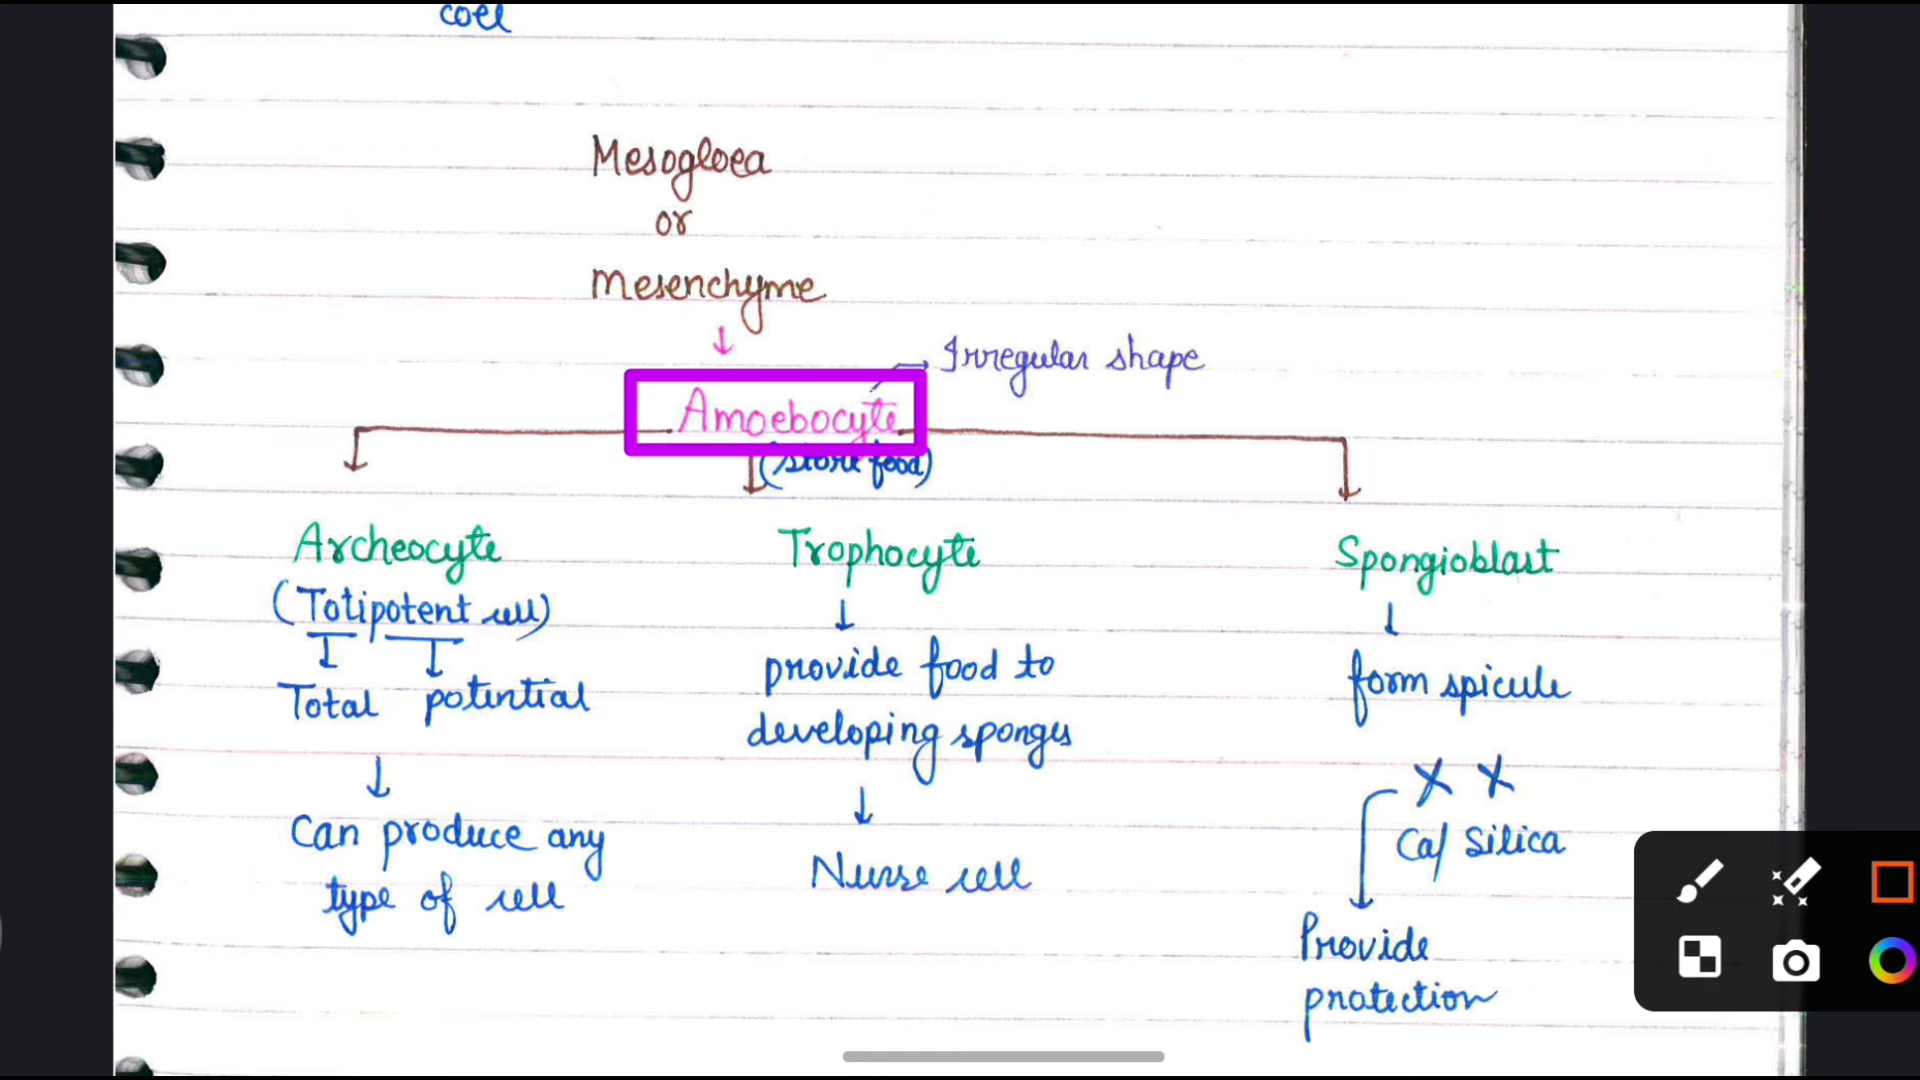 coel
Mesogloea
or
Mesenchyme
Irregular shape
Amoebocyte
(store food)
Archeocyte
(Totipotent cell)
Total potential
Can produce any
type of cell
Trophocyte
provide food to
developing sponges
Nurse cell
Spongioblast
form spicule
Ca/ Silica
Provide
protection